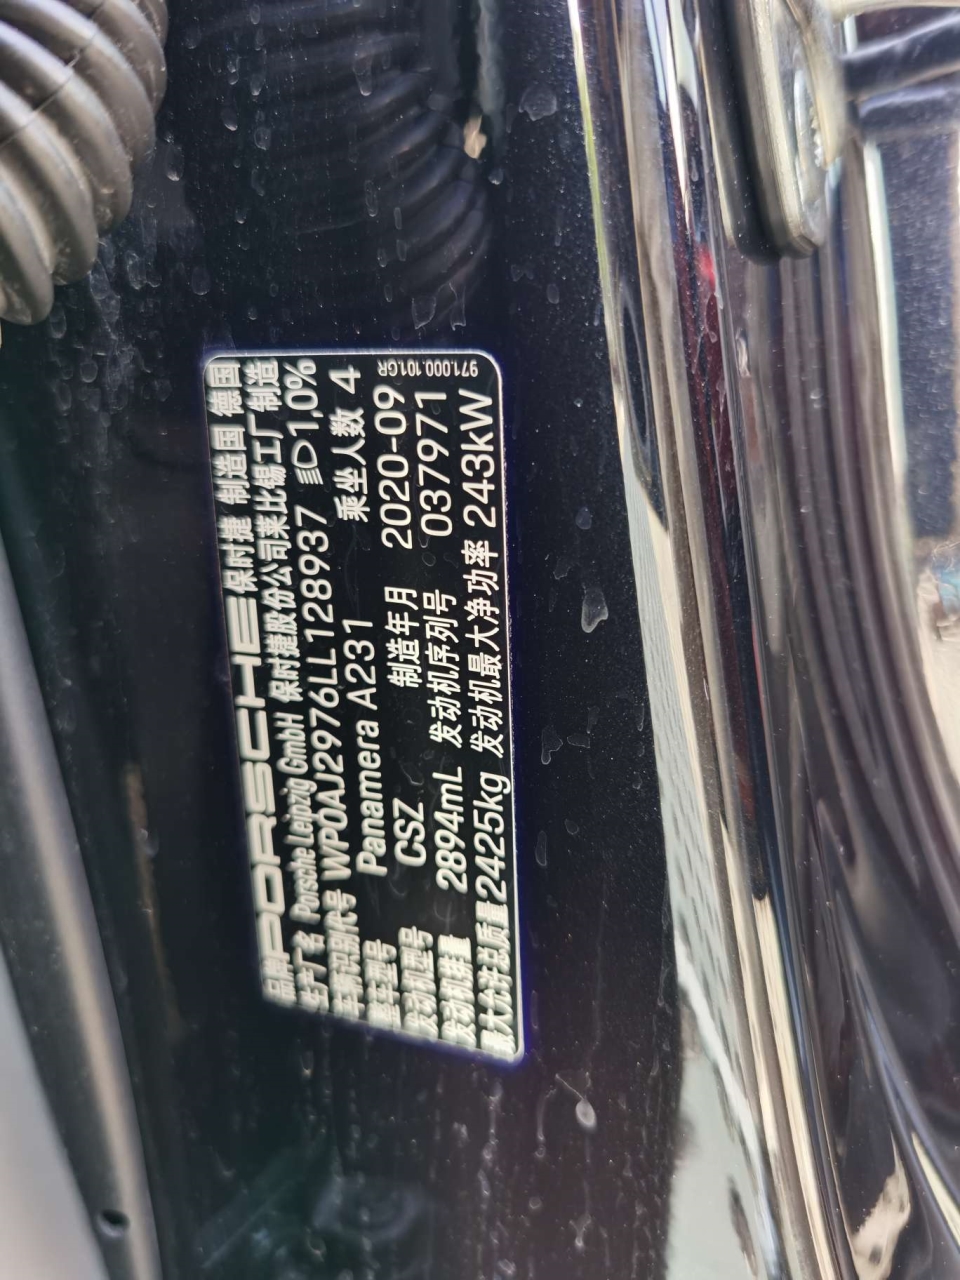 品牌 PORSCHE 保时捷 制造国 德国
生产厂名 Porsche Leipzig GmbH 保时捷股份公司莱比锡工厂制造
车辆识别代号 WP0AJ2976LL128937 1,0%
整车型号 Panamera A231 乘坐人数 4
发动机型号 CSZ 制造年月 2020-09
发动机排量 2894mL 发动机序列号 037971
最大允许总质量 2425kg 发动机最大净功率 243kW
971.000.101.GR